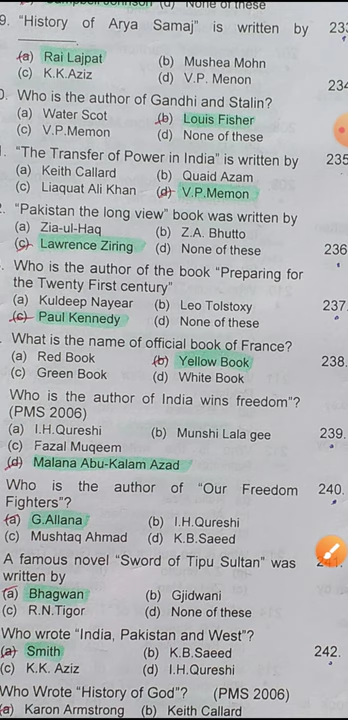 Campbell Johnson (d) None of these
9. "History of Arya Samaj" is written by
(a) Rai Lajpat (b) Mushea Mohn
(c) K.K.Aziz (d) V.P. Menon
Who is the author of Gandhi and Stalin?
(a) Water Scot (b) Louis Fisher
(c) V.P.Memon (d) None of these
"The Transfer of Power in India" is written by
(a) Keith Callard (b) Quaid Azam
(c) Liaquat Ali Khan (d) V.P.Memon
"Pakistan the long view" book was written by
(a) Zia-ul-Haq (b) Z.A. Bhutto
(c) Lawrence Ziring (d) None of these
Who is the author of the book "Preparing for
the Twenty First century"
(a) Kuldeep Nayear (b) Leo Tolstoxy
(c) Paul Kennedy (d) None of these
What is the name of official book of France?
(a) Red Book (b) Yellow Book
(c) Green Book (d) White Book
Who is the author of India wins freedom"?
(PMS 2006)
(a) I.H.Qureshi (b) Munshi Lala gee
(c) Fazal Muqeem
(d) Malana Abu-Kalam Azad
Who is the author of "Our Freedom
Fighters"?
(a) G.Allana (b) I.H.Qureshi
(c) Mushtaq Ahmad (d) K.B.Saeed
A famous novel "Sword of Tipu Sultan" was
written by
(a) Bhagwan (b) Gjidwani
(c) R.N.Tigor (d) None of these
Who wrote "India, Pakistan and West"?
(a) Smith (b) K.B.Saeed
(c) K.K. Aziz (d) I.H.Qureshi
Who Wrote "History of God"? (PMS 2006)
(a) Karon Armstrong (b) Keith Callard
233
234
235
236
237.
238.
239.
240.
242.